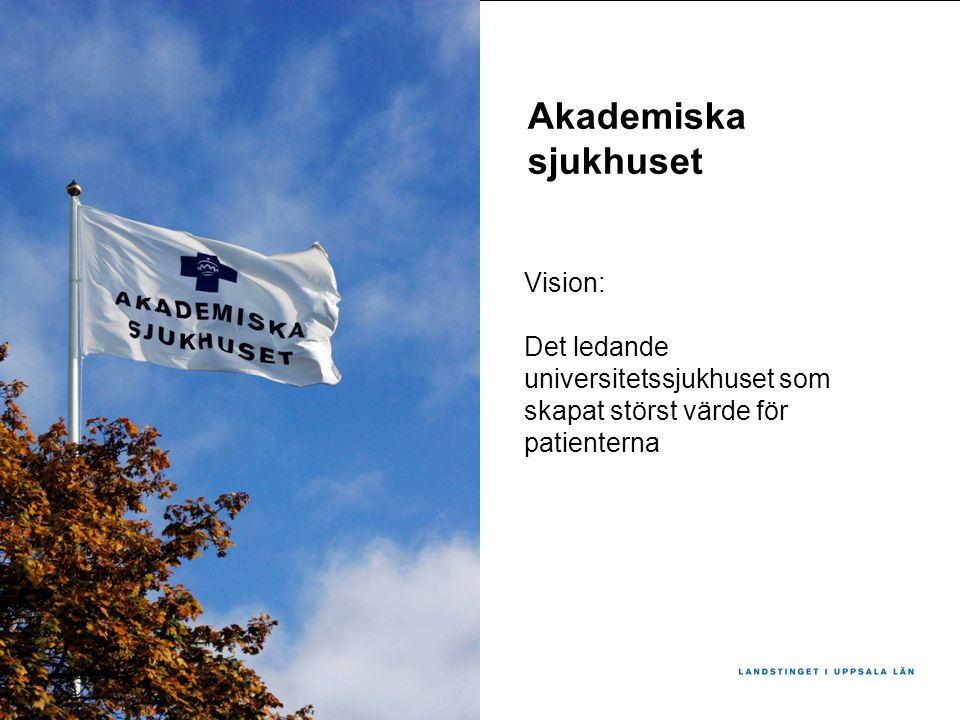 AKADEMISKA
SJUKHUSET
Akademiska
sjukhuset
Vision:
Det ledande
universitetssjukhuset som
skapat störst värde för
patienterna
LANDSTINGET I UPPSALA LÄN